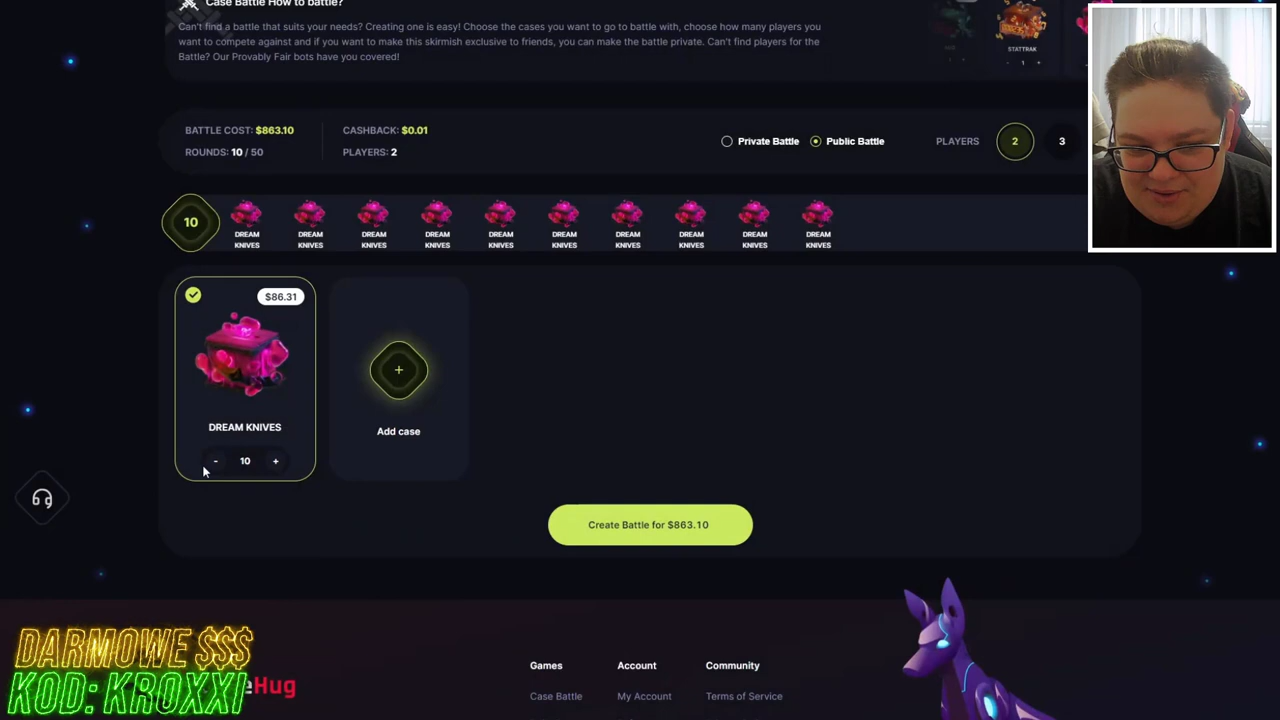 Case Battle How to battle?
Can't find a battle that suits your needs? Creating one is easy! Choose the cases you want to go to battle with, choose how many players you
want to compete against and if you want to make this skirmish exclusive to friends, you can make the battle private. Can't find players for the
Battle? Our Provably Fair bots have you covered!
STATTRAK
- 1 +
BATTLE COST: $863.10
CASHBACK: $0.01
ROUNDS: 10 / 50
PLAYERS: 2
Private Battle
Public Battle
PLAYERS
2
3
10
DREAM KNIVES
DREAM KNIVES
DREAM KNIVES
DREAM KNIVES
DREAM KNIVES
DREAM KNIVES
DREAM KNIVES
DREAM KNIVES
DREAM KNIVES
DREAM KNIVES
$86.31
DREAM KNIVES
- 10 +
+
Add case
Create Battle for $863.10
DARMOWE $$$
KOD: KROXXI
eHug
Games
Account
Community
Case Battle
My Account
Terms of Service